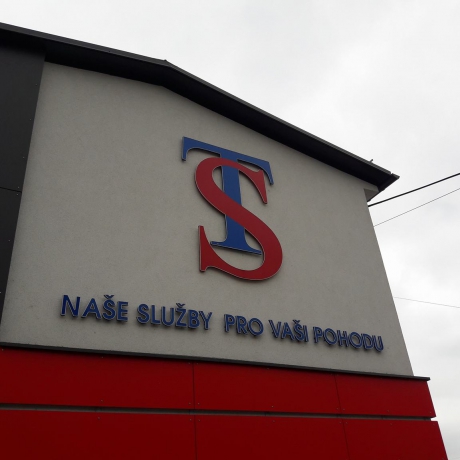 TS
NAŠE SLUŽBY PRO VAŠI POHODU